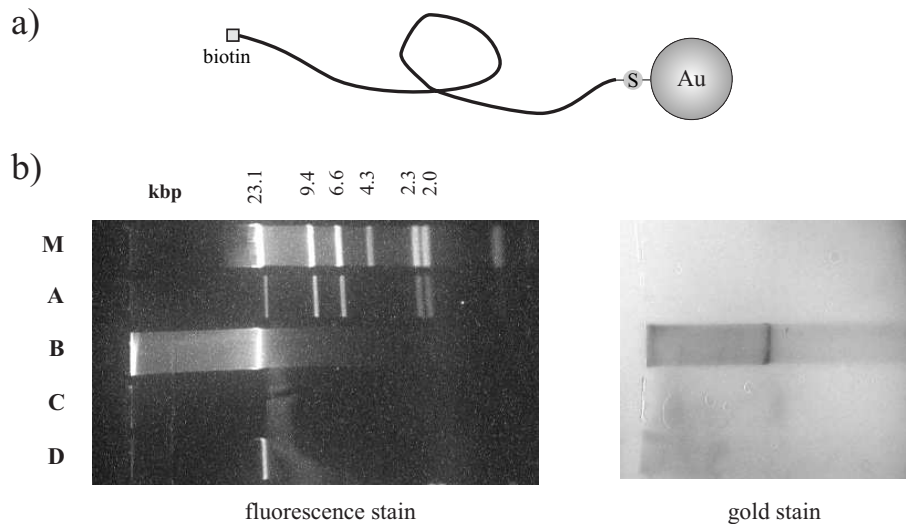 a)
biotin
S
Au
b)
kbp 23.1 9.4 6.6 4.3 2.3 2.0
M
A
B
C
D
fluorescence stain
gold stain